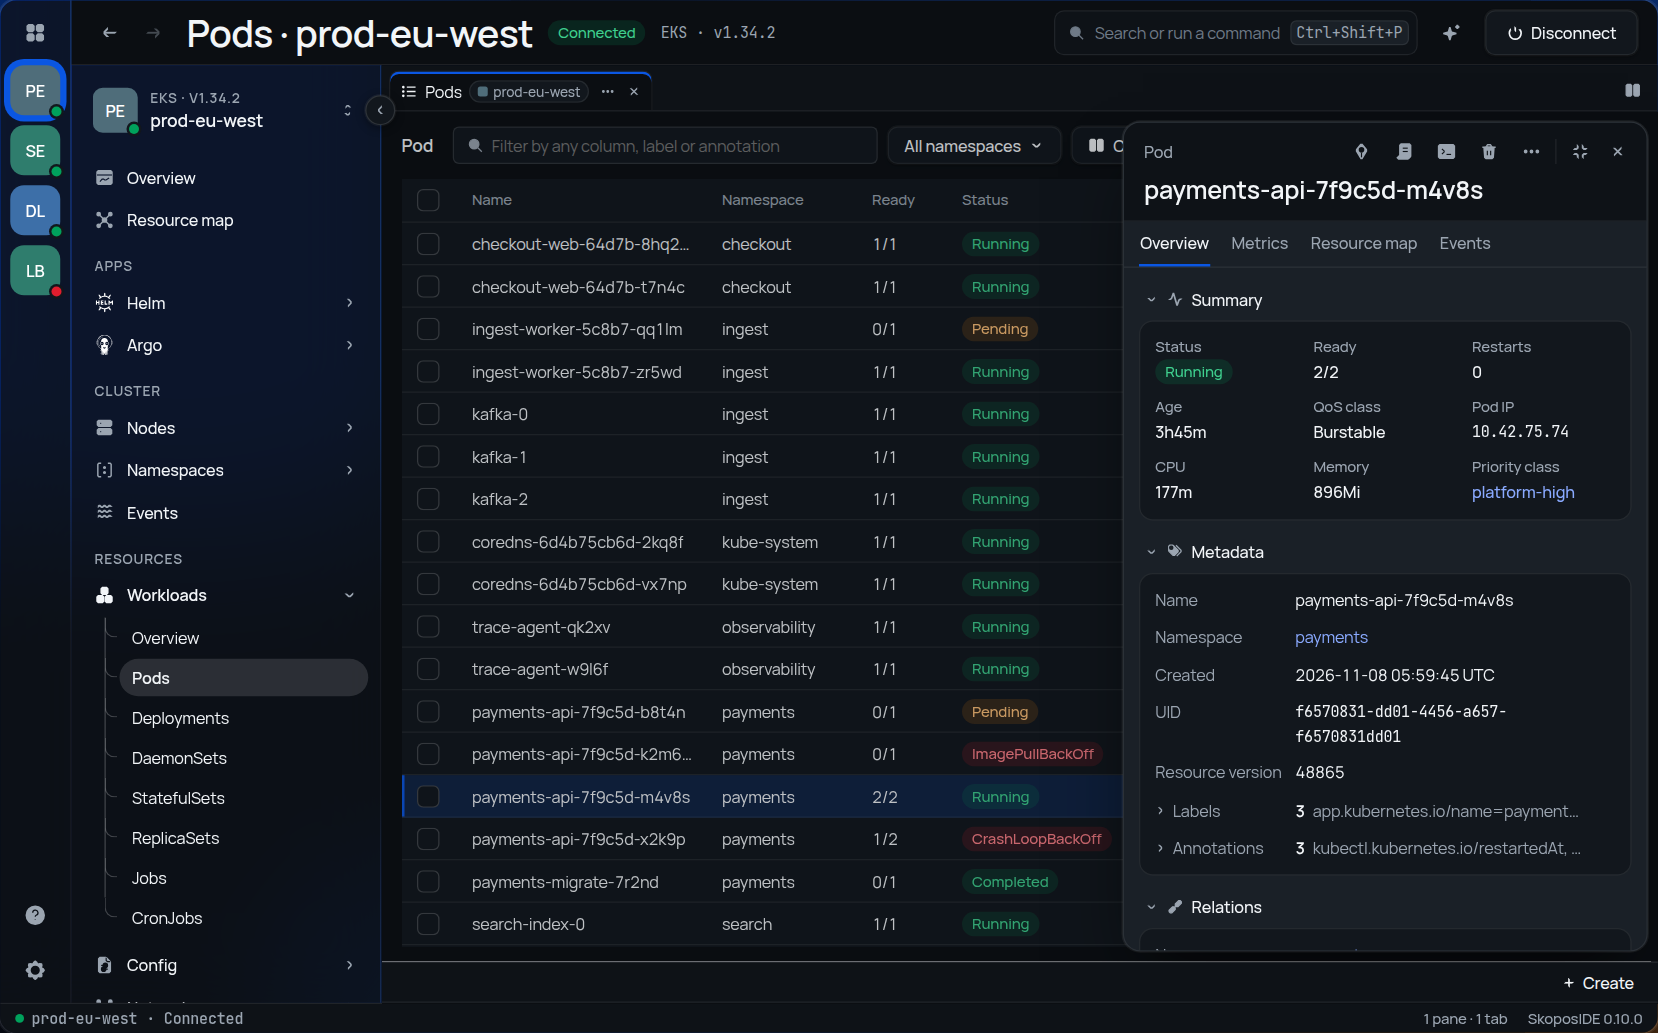 Pods · prod-eu-west
Connected
EKS · v1.34.2
Search or run a command
Ctrl+Shift+P
Disconnect
PE
SE
DL
LB
PE
EKS · V1.34.2
prod-eu-west
Overview
Resource map
APPS
Helm
Argo
CLUSTER
Nodes
Namespaces
Events
RESOURCES
Workloads
Overview
Pods
Deployments
DaemonSets
StatefulSets
ReplicaSets
Jobs
CronJobs
Config
Pods
prod-eu-west
Pod
Filter by any column, label or annotation
All namespaces
Name Namespace Ready Status
checkout-web-64d7b-8hq2... checkout 1/1 Running
checkout-web-64d7b-t7n4c checkout 1/1 Running
ingest-worker-5c8b7-qq1lm ingest 0/1 Pending
ingest-worker-5c8b7-zr5wd ingest 1/1 Running
kafka-0 ingest 1/1 Running
kafka-1 ingest 1/1 Running
kafka-2 ingest 1/1 Running
coredns-6d4b75cb6d-2kq8f kube-system 1/1 Running
coredns-6d4b75cb6d-vx7np kube-system 1/1 Running
trace-agent-qk2xv observability 1/1 Running
trace-agent-w9l6f observability 1/1 Running
payments-api-7f9c5d-b8t4n payments 0/1 Pending
payments-api-7f9c5d-k2m6... payments 0/1 ImagePullBackOff
payments-api-7f9c5d-m4v8s payments 2/2 Running
payments-api-7f9c5d-x2k9p payments 1/2 CrashLoopBackOff
payments-migrate-7r2nd payments 0/1 Completed
search-index-0 search 1/1 Running
Pod
payments-api-7f9c5d-m4v8s
Overview Metrics Resource map Events
Summary
Status Ready Restarts
Running 2/2 0
Age QoS class Pod IP
3h45m Burstable 10.42.75.74
CPU Memory Priority class
177m 896Mi platform-high
Metadata
Name payments-api-7f9c5d-m4v8s
Namespace payments
Created 2026-11-08 05:59:45 UTC
UID f6570831-dd01-4456-a657-
f6570831dd01
Resource version 48865
Labels 3 app.kubernetes.io/name=payment...
Annotations 3 kubectl.kubernetes.io/restartedAt, ...
Relations
+ Create
prod-eu-west · Connected
1 pane · 1 tab
SkoposIDE 0.10.0